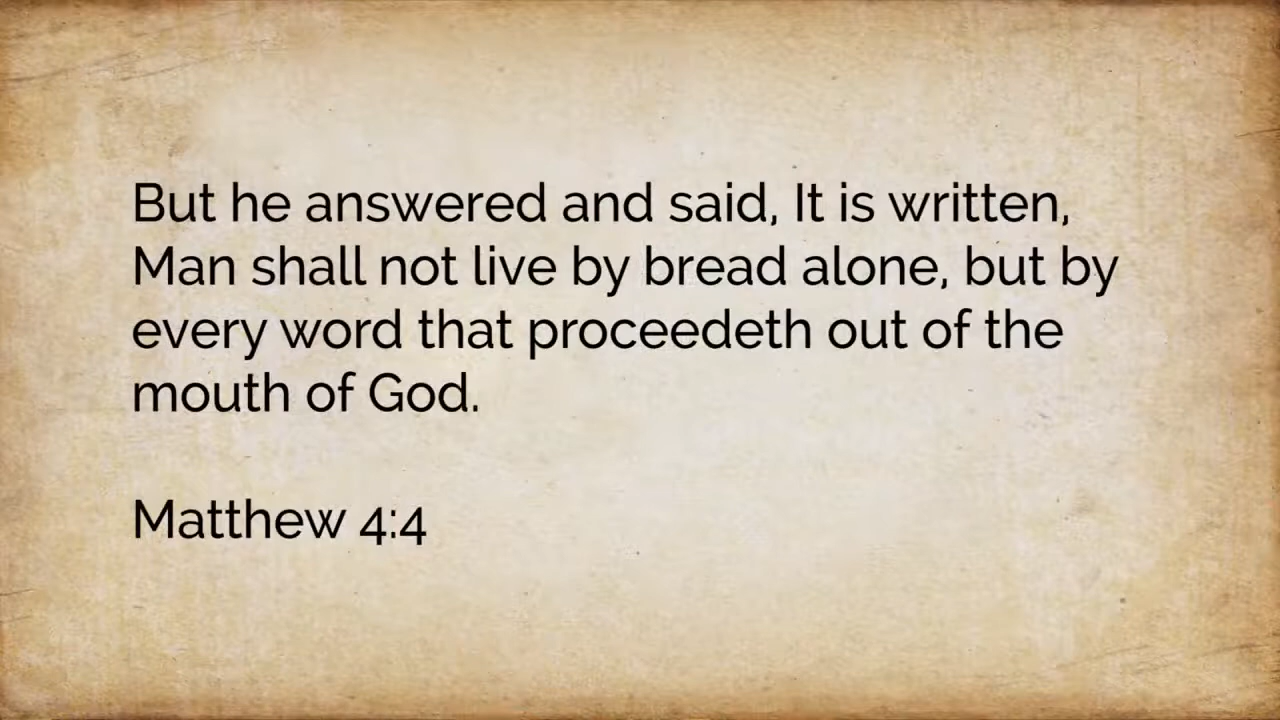 But he answered and said, It is written,
Man shall not live by bread alone, but by
every word that proceedeth out of the
mouth of God.
Matthew 4:4